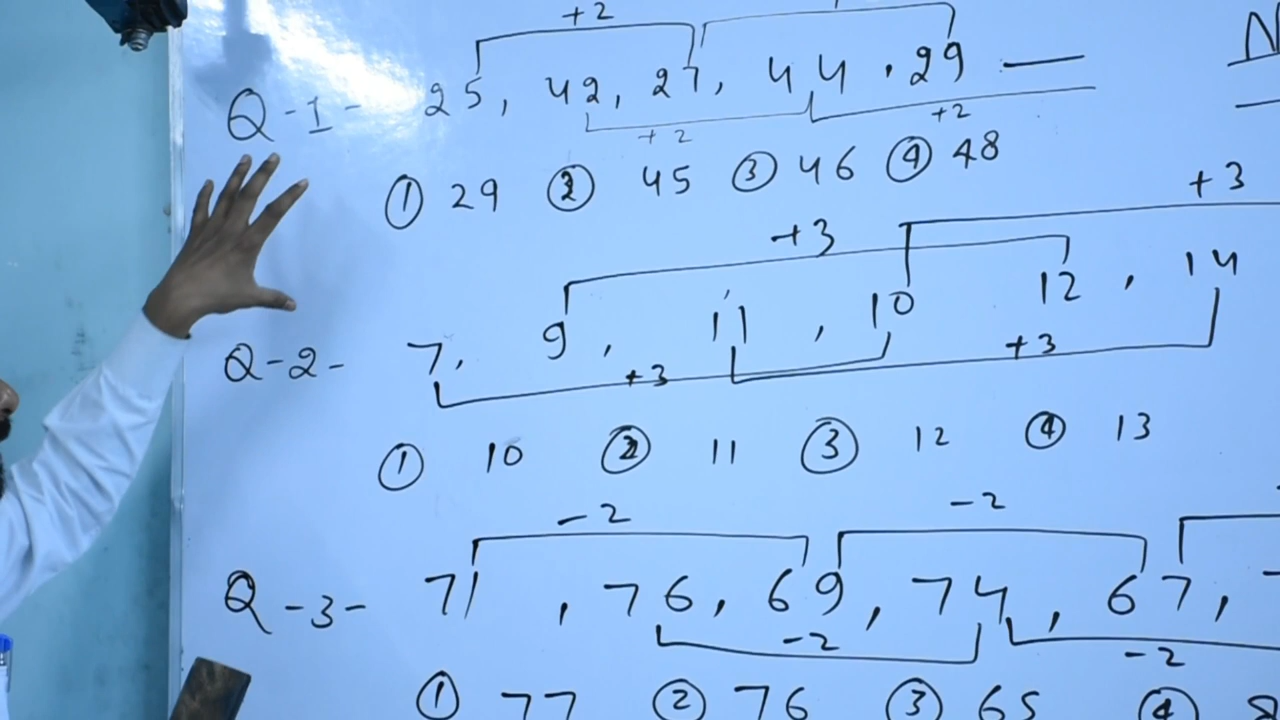 +2
Q-1- 25, 42, 27, 44, 29 —
+2 +2
① 29 ② 45 ③ 46 ④ 48
+3 +3
Q-2- 7, 9, 11, 10 12, 14
+3 +3
① 10 ② 11 ③ 12 ④ 13
-2 -2
Q-3- 71, 76, 69, 74, 67,
-2 -2
① 77 ② 76 ③ 65 ④